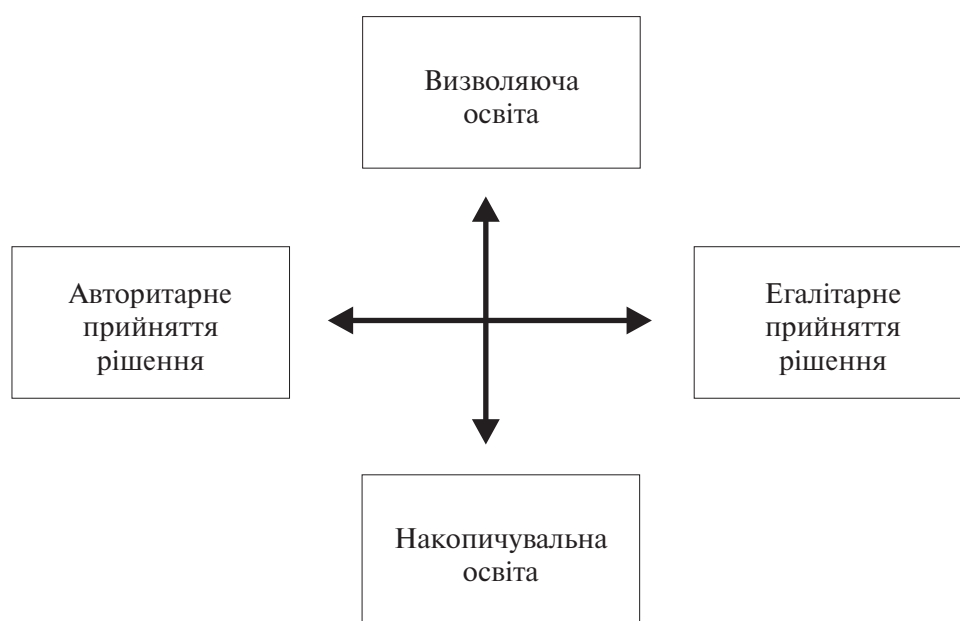 Визволяюча
освіта
Авторитарне
прийняття
рішення
Егалітарне
прийняття
рішення
Накопичувальна
освіта